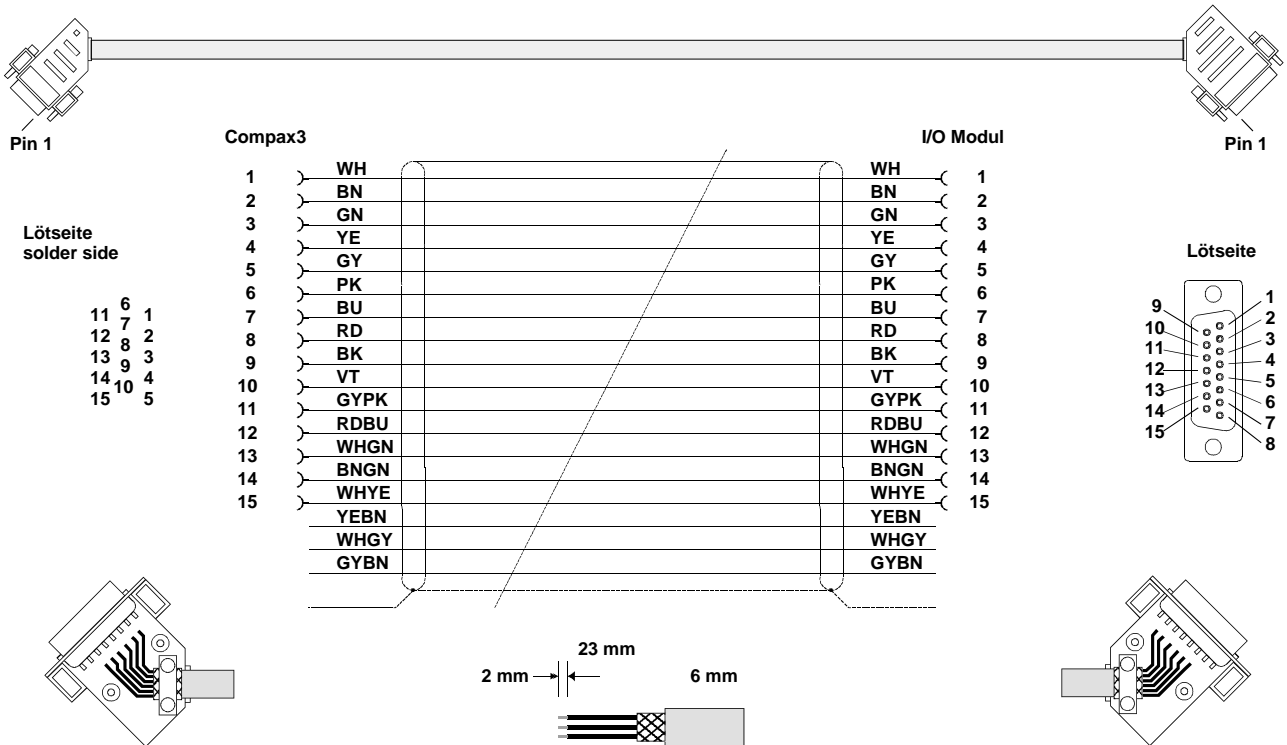 Pin 1
Pin 1
Compax3
I/O Modul
1 WH WH 1
2 BN BN 2
3 GN GN 3
4 YE YE 4
5 GY GY 5
6 PK PK 6
7 BU BU 7
8 RD RD 8
9 BK BK 9
10 VT VT 10
11 GYPK GYPK 11
12 RDBU RDBU 12
13 WHGN WHGN 13
14 BNGN BNGN 14
15 WHYE WHYE 15
YEBN YEBN
WHGY WHGY
GYBN GYBN
Lötseite
solder side
6
11 1
7
12 2
8
13 3
9
14 4
10
15 5
Lötseite
1
9
2
10
3
11
4
12
5
13
6
14
7
15
8
23 mm
2 mm
6 mm